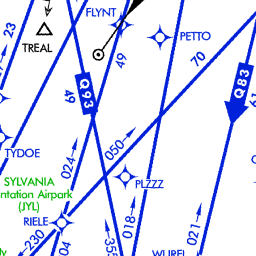 FLYNT
23
TREAL
PETTO
49
70
Q93
Q83
49
TYDOE
024
050
SYLVANIA
ntation Airpark
(JYL)
PLZZZ
RIELE
230
04
018
021